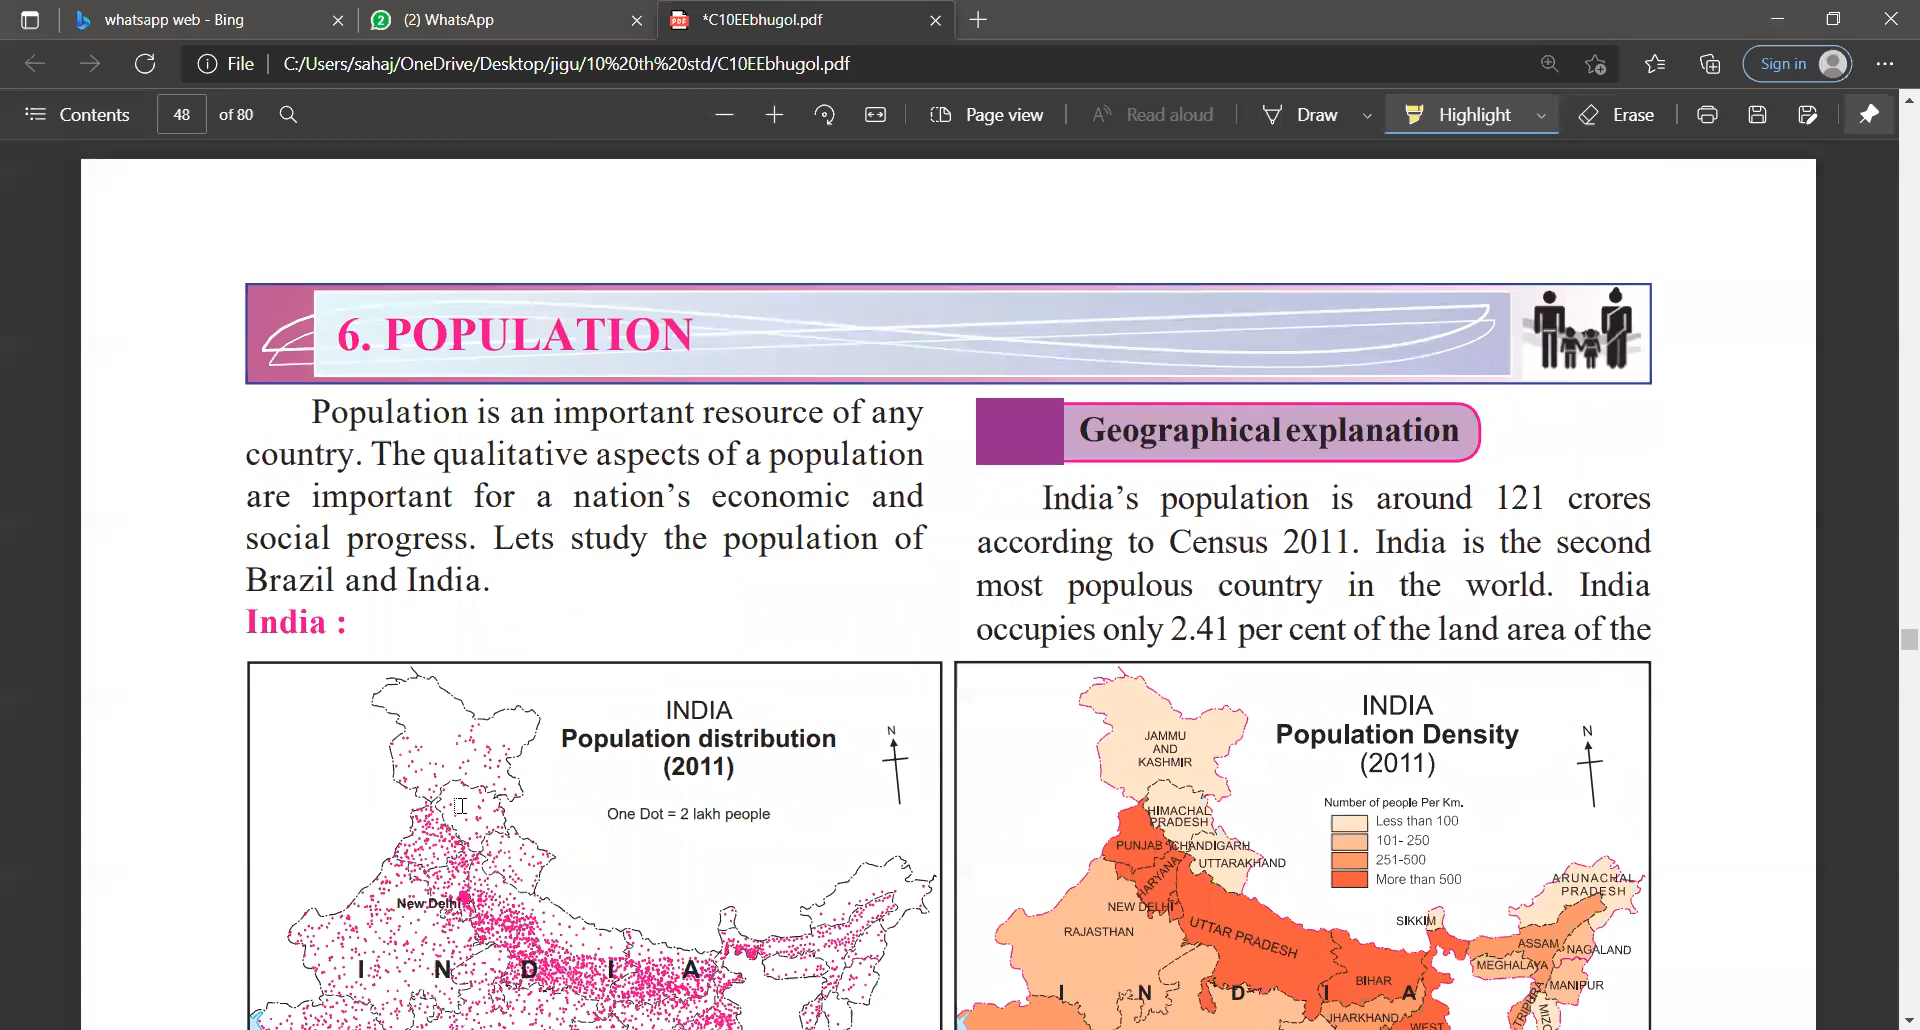 whatsapp web - Bing
(2) WhatsApp
*C10EEbhugol.pdf
File
C:/Users/sahaj/OneDrive/Desktop/jigu/10%20th%20std/C10EEbhugol.pdf
Sign in
Contents
48
of 80
Page view
Read aloud
Draw
Highlight
Erase
6. POPULATION
Population is an important resource of any
country. The qualitative aspects of a population
are important for a nation's economic and
social progress. Lets study the population of
Brazil and India.
India :
Geographical explanation
India's population is around 121 crores
according to Census 2011. India is the second
most populous country in the world. India
occupies only 2.41 per cent of the land area of the
INDIA
Population distribution
(2011)
N
One Dot = 2 lakh people
New Delhi
I N D I A
INDIA
Population Density
(2011)
N
Number of people Per Km.
Less than 100
101- 250
251-500
More than 500
JAMMU
AND
KASHMIR
HIMACHAL
PRADESH
PUNJAB
CHANDIGARH
UTTARAKHAND
HARYANA
NEW DELHI
RAJASTHAN
UTTAR PRADESH
SIKKIM
ARUNACHAL
PRADESH
ASSAM
NAGALAND
MEGHALAYA
BIHAR
MANIPUR
I N D I A
JHARKHAND
TRIPURA
WEST